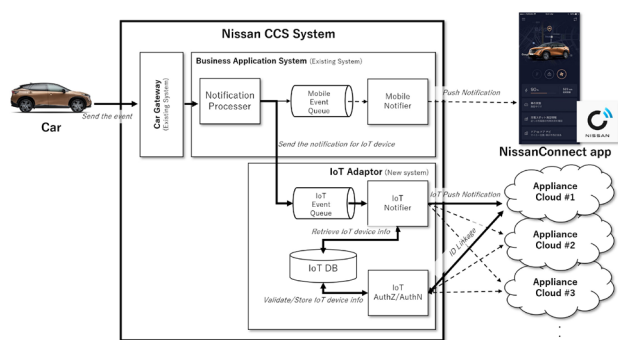 Nissan CCS System
Business Application System (Existing System)
Car Gateway
(Existing System)
Notification
Processer
Mobile
Event
Queue
Mobile
Notifier
Push Notification
Car
Send the event
Send the notification for IoT device
NISSAN
NissanConnect app
IoT Adaptor (New system)
IoT
Event
Queue
IoT
Notifier
IoT Push Notification
Appliance
Cloud #1
Retrieve IoT device info
ID Linkage
Appliance
Cloud #2
IoT DB
IoT
AuthZ/AuthN
Validate/Store IoT device info
Appliance
Cloud #3